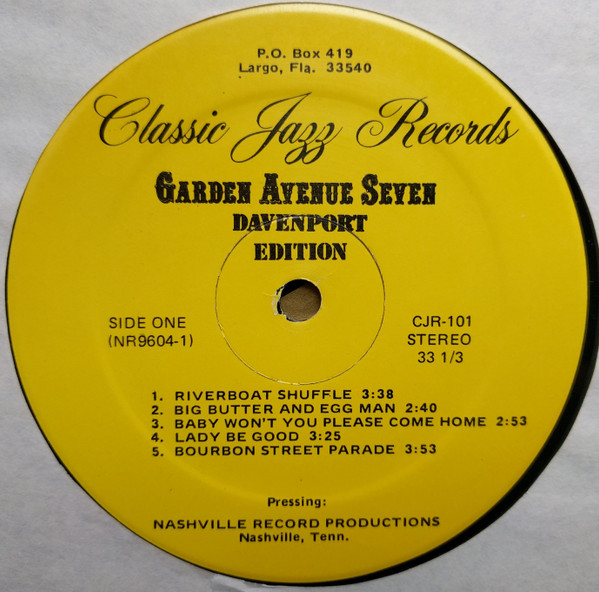 P.O. Box 419
Largo, Fla. 33540
Classic Jazz Records
GARDEN AVENUE SEVEN
DAVENPORT
EDITION
SIDE ONE
(NR9604-1)
CJR-101
STEREO
33 1/3
1. RIVERBOAT SHUFFLE 3:38
2. BIG BUTTER AND EGG MAN 2:40
3. BABY WON'T YOU PLEASE COME HOME 2:53
4. LADY BE GOOD 3:25
5. BOURBON STREET PARADE 3:53
Pressing:
NASHVILLE RECORD PRODUCTIONS
Nashville, Tenn.